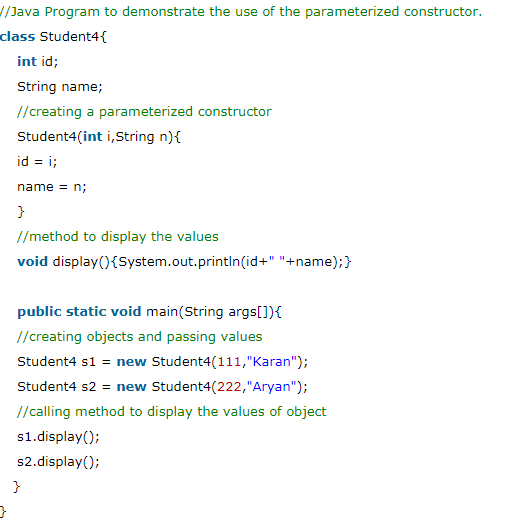 //Java Program to demonstrate the use of the parameterized constructor.
class Student4{
int id;
String name;
//creating a parameterized constructor
Student4(int i,String n){
id = i;
name = n;
}
//method to display the values
void display(){System.out.println(id+" "+name);}
public static void main(String args[]){
//creating objects and passing values
Student4 s1 = new Student4(111,"Karan");
Student4 s2 = new Student4(222,"Aryan");
//calling method to display the values of object
s1.display();
s2.display();
}
}